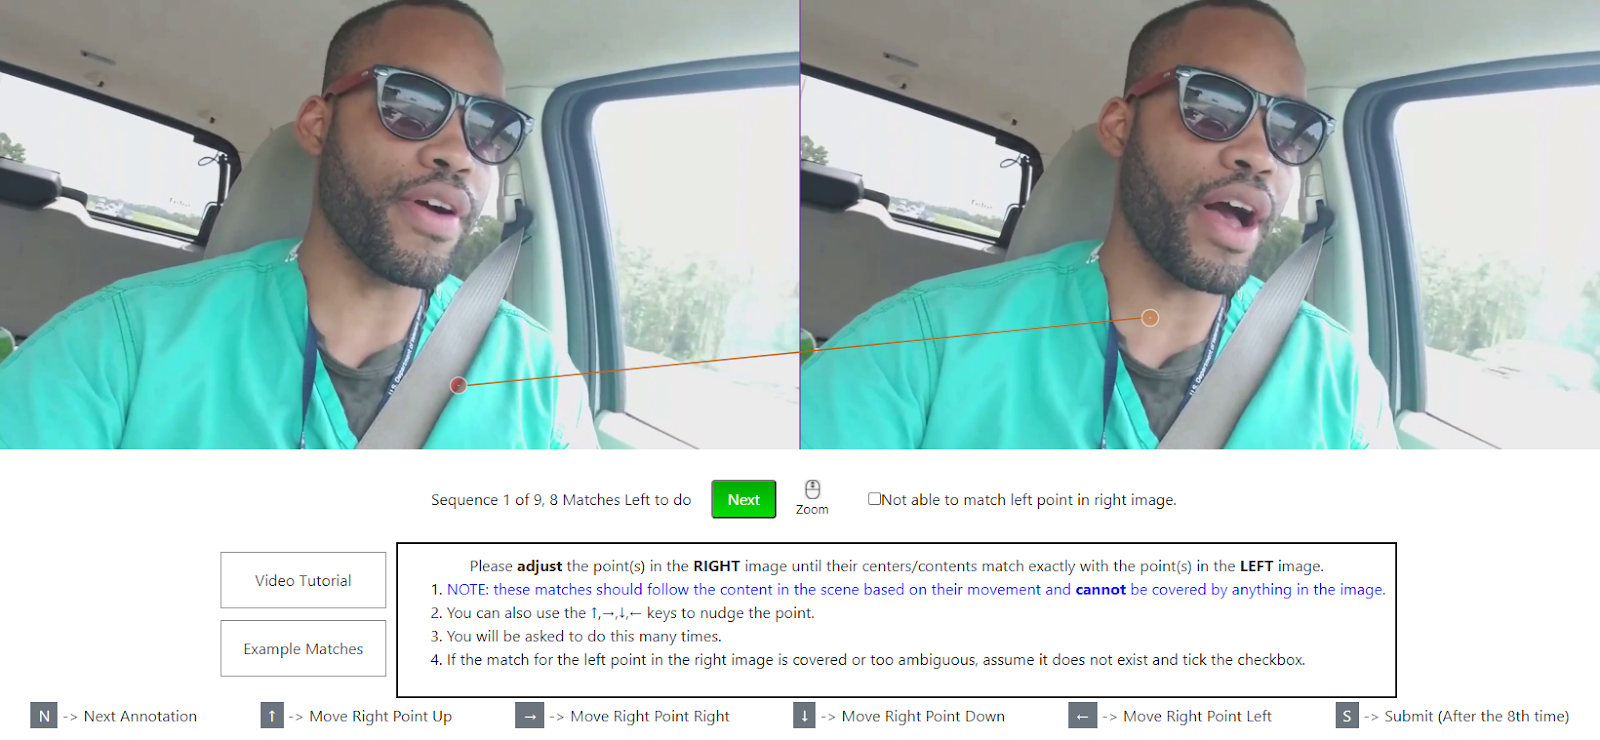 U.S. Department of
Sequence 1 of 9, 8 Matches Left to do
Next
Zoom
Not able to match left point in right image.
Video Tutorial
Example Matches
Please adjust the point(s) in the RIGHT image until their centers/contents match exactly with the point(s) in the LEFT image.
1. NOTE: these matches should follow the content in the scene based on their movement and cannot be covered by anything in the image.
2. You can also use the ↑,→,↓,← keys to nudge the point.
3. You will be asked to do this many times.
4. If the match for the left point in the right image is covered or too ambiguous, assume it does not exist and tick the checkbox.
N -> Next Annotation
↑ -> Move Right Point Up
→ -> Move Right Point Right
↓ -> Move Right Point Down
← -> Move Right Point Left
S -> Submit (After the 8th time)